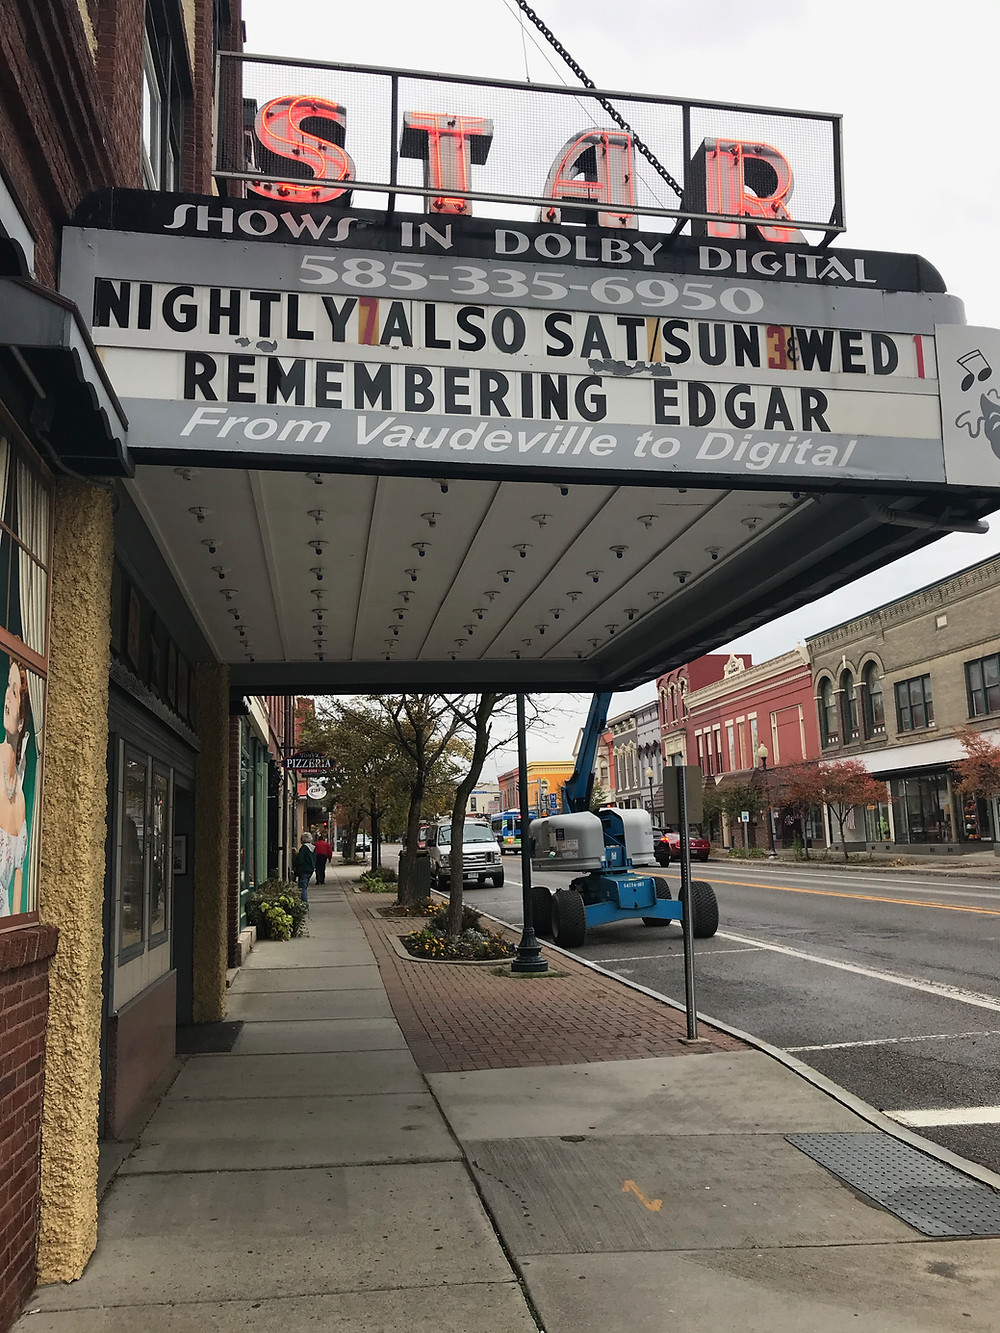 STAR
SHOWS IN DOLBY DIGITAL
585-335-6950
NIGHTLY 7 ALSO SAT/SUN 3 & WED 1
REMEMBERING EDGAR
From Vaudeville to Digital
PIZZERIA